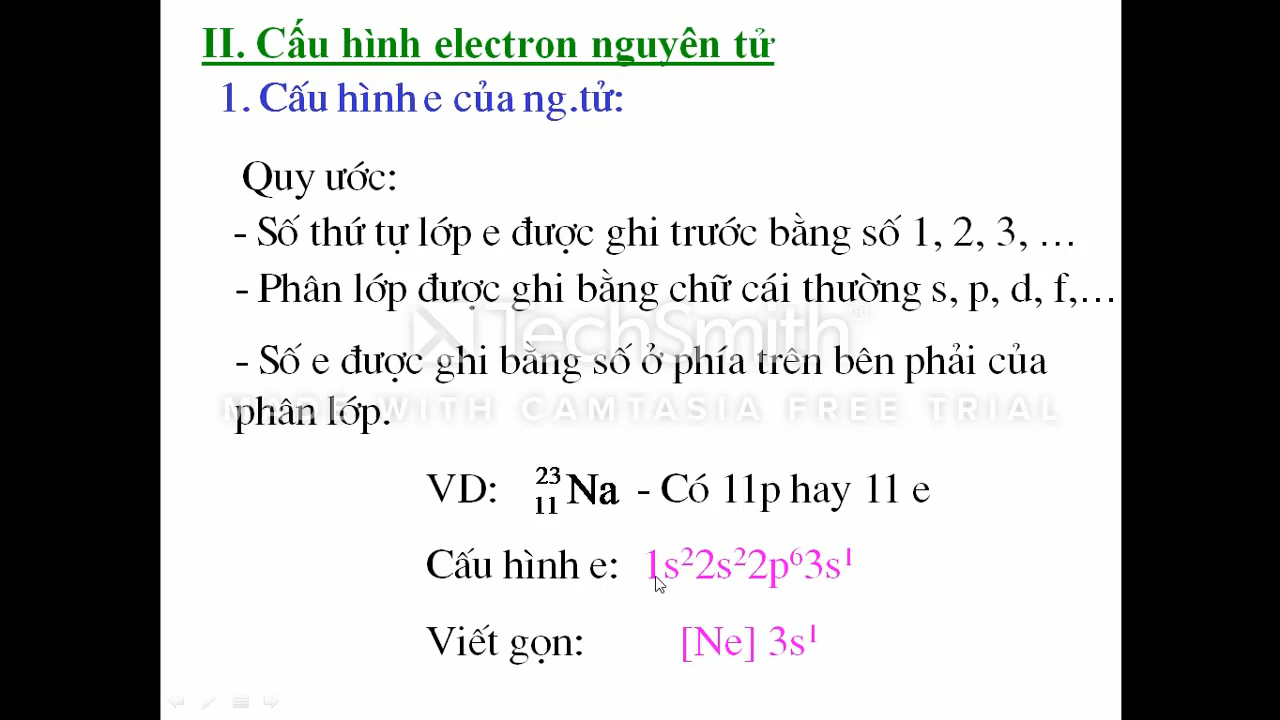 II. Cấu hình electron nguyên tử
1. Cấu hình e của ng.tử:
Quy ước:
- Số thứ tự lớp e được ghi trước bằng số 1, 2, 3, …
- Phân lớp được ghi bằng chữ cái thường s, p, d, f,…
TechSmith®
- Số e được ghi bằng số ở phía trên bên phải của
phân lớp.
MADE WITH CAMTASIA FREE TRIAL
VD: ²³₁₁Na - Có 11p hay 11 e
Cấu hình e: 1s²2s²2p⁶3s¹
Viết gọn: [Ne] 3s¹